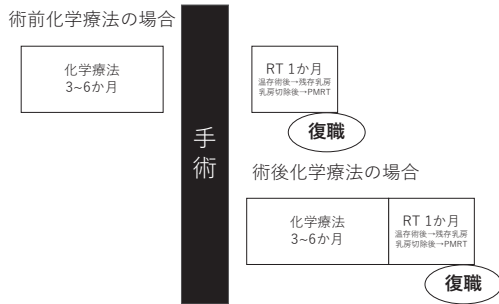 術前化学療法の場合
化学療法
3~6か月
手術
RT 1か月
温存術後→残存乳房
乳房切除後→PMRT
復職
術後化学療法の場合
化学療法
3~6か月
RT 1か月
温存術後→残存乳房
乳房切除後→PMRT
復職